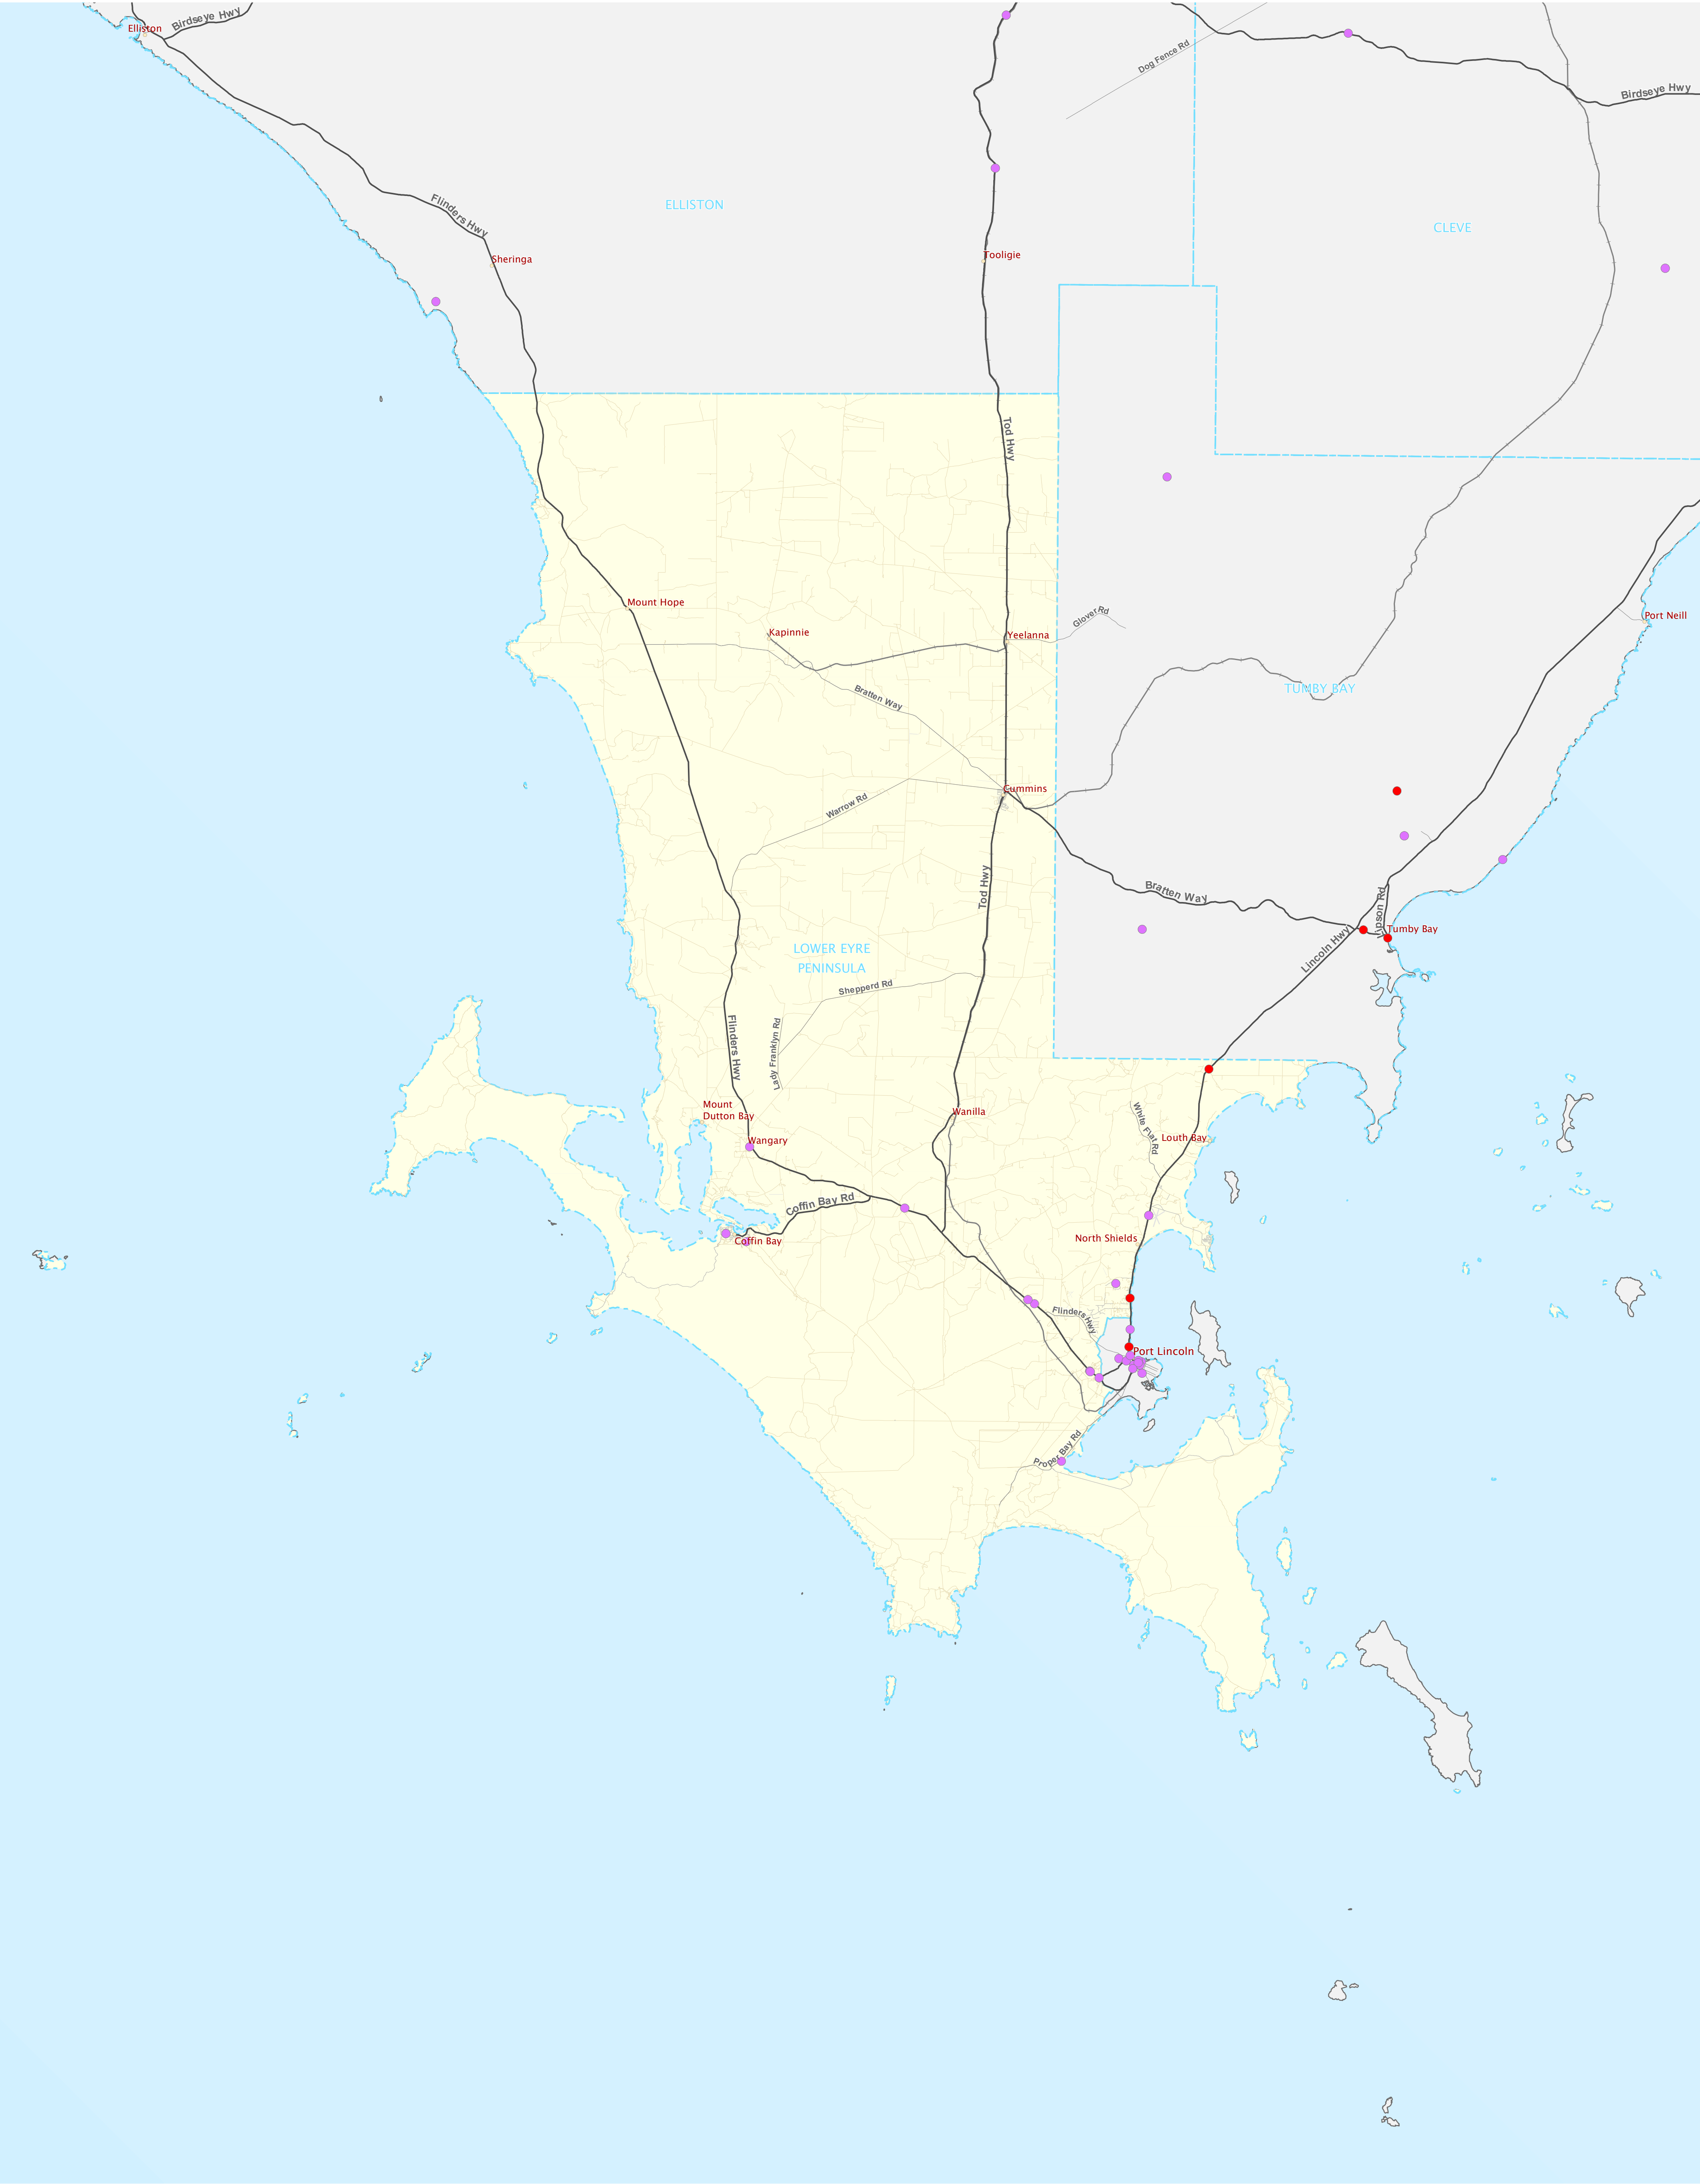 Birdseye Hwy
Elliston
Dog Fence Rd
Birdseye Hwy
Flinders Hwy
ELLISTON
CLEVE
Sheringa
Tooligie
Tod Hwy
Mount Hope
Glover Rd
Port Neill
Kapinnie
Yeelanna
Bratten Way
TUMBY BAY
Cummins
Warrow Rd
Tod Hwy
Bratten Way
Lincoln Hwy
Tumby Bay
LOWER EYRE
PENINSULA
Shepperd Rd
Flinders Hwy
Lady Franklyn Rd
Mount
Dutton Bay
Wanilla
White Flat Rd
Louth Bay
Wangary
Coffin Bay Rd
Coffin Bay
North Shields
Flinders Hwy
Port Lincoln
Proper Bay Rd